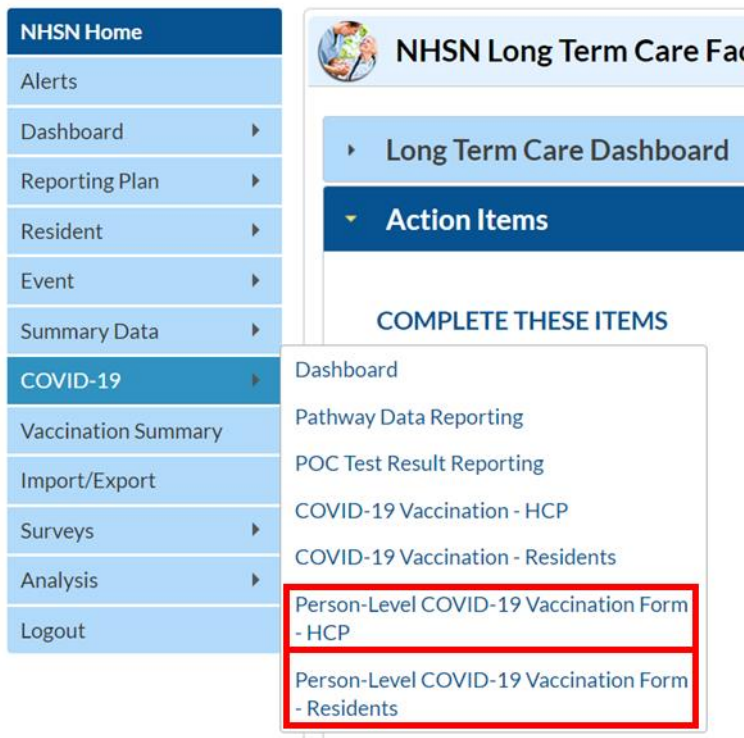 NHSN Home
Alerts
Dashboard
Reporting Plan
Resident
Event
Summary Data
COVID-19
Vaccination Summary
Import/Export
Surveys
Analysis
Logout
NHSN Long Term Care
Long Term Care Dashboard
Action Items
COMPLETE THESE ITEMS
Dashboard
Pathway Data Reporting
POC Test Result Reporting
COVID-19 Vaccination - HCP
COVID-19 Vaccination - Residents
Person-Level COVID-19 Vaccination Form
- HCP
Person-Level COVID-19 Vaccination Form
- Residents